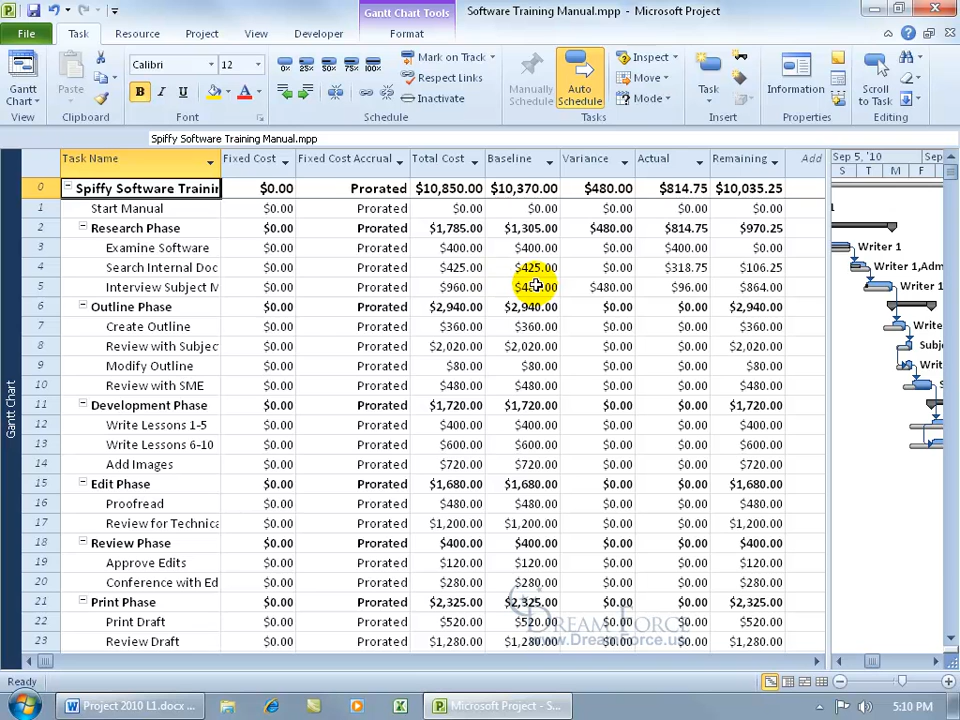 Gantt Chart Tools
Software Training Manual.mpp - Microsoft Project
File Task Resource Project View Developer Format
Gantt Chart
View
Paste
Clipboard
Calibri 12
B I U A
Font
0% 25% 50% 75% 100%
Mark on Track
Respect Links
Inactivate
Schedule
Manually Schedule
Auto Schedule
Inspect
Move
Mode
Tasks
Task
Insert
Information
Properties
Scroll to Task
Editing
Spiffy Software Training Manual.mpp
Task Name Fixed Cost Fixed Cost Accrual Total Cost Baseline Variance Actual Remaining Add
Sep 5, '10 Sep
S T M F
0 Spiffy Software Trainin $0.00 Prorated $10,850.00 $10,370.00 $480.00 $814.75 $10,035.25
1 Start Manual $0.00 Prorated $0.00 $0.00 $0.00 $0.00 $0.00
2 Research Phase $0.00 Prorated $1,785.00 $1,305.00 $480.00 $814.75 $970.25
3 Examine Software $0.00 Prorated $400.00 $400.00 $0.00 $400.00 $0.00 Writer 1
4 Search Internal Doc $0.00 Prorated $425.00 $425.00 $0.00 $318.75 $106.25 Writer 1,Adm
5 Interview Subject M $0.00 Prorated $960.00 $480.00 $96.00 $864.00 Writer 1
6 Outline Phase $0.00 Prorated $2,940.00 $2,940.00 $0.00 $0.00 $2,940.00
7 Create Outline $0.00 Prorated $360.00 $360.00 $0.00 $0.00 $360.00 Write
8 Review with Subjec $0.00 Prorated $2,020.00 $2,020.00 $0.00 $0.00 $2,020.00 Subj
9 Modify Outline $0.00 Prorated $80.00 $80.00 $0.00 $0.00 $80.00 Writ
10 Review with SME $0.00 Prorated $480.00 $480.00 $0.00 $0.00 $480.00
11 Development Phase $0.00 Prorated $1,720.00 $1,720.00 $0.00 $0.00 $1,720.00
12 Write Lessons 1-5 $0.00 Prorated $400.00 $400.00 $0.00 $0.00 $400.00
13 Write Lessons 6-10 $0.00 Prorated $600.00 $600.00 $0.00 $0.00 $600.00
14 Add Images $0.00 Prorated $720.00 $720.00 $0.00 $0.00 $720.00
15 Edit Phase $0.00 Prorated $1,680.00 $1,680.00 $0.00 $0.00 $1,680.00
16 Proofread $0.00 Prorated $480.00 $480.00 $0.00 $0.00 $480.00
17 Review for Technica $0.00 Prorated $1,200.00 $1,200.00 $0.00 $0.00 $1,200.00
18 Review Phase $0.00 Prorated $400.00 $400.00 $0.00 $0.00 $400.00
19 Approve Edits $0.00 Prorated $120.00 $120.00 $0.00 $0.00 $120.00
20 Conference with Ed $0.00 Prorated $280.00 $280.00 $0.00 $0.00 $280.00
21 Print Phase $0.00 Prorated $2,325.00 $2,325.00 $0.00 $0.00 $2,325.00
22 Print Draft $0.00 Prorated $520.00 $520.00 $0.00 $0.00 $520.00
23 Review Draft $0.00 Prorated $1,280.00 $1,280.00 $0.00 $0.00 $1,280.00
DREAM FORCE
www.DreamForce.us
Gantt Chart
Ready
Project 2010 L1.docx ...
Microsoft Project - S...
5:10 PM